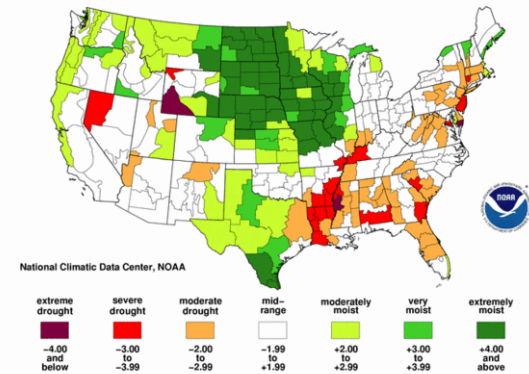 NOAA
National Climatic Data Center, NOAA
extreme
drought
severe
drought
moderate
drought
mid-
range
moderately
moist
very
moist
extremely
moist
-4.00
and
below
-3.00
to
-3.99
-2.00
to
-2.99
-1.99
to
+1.99
+2.00
to
+2.99
+3.00
to
+3.99
+4.00
and
above